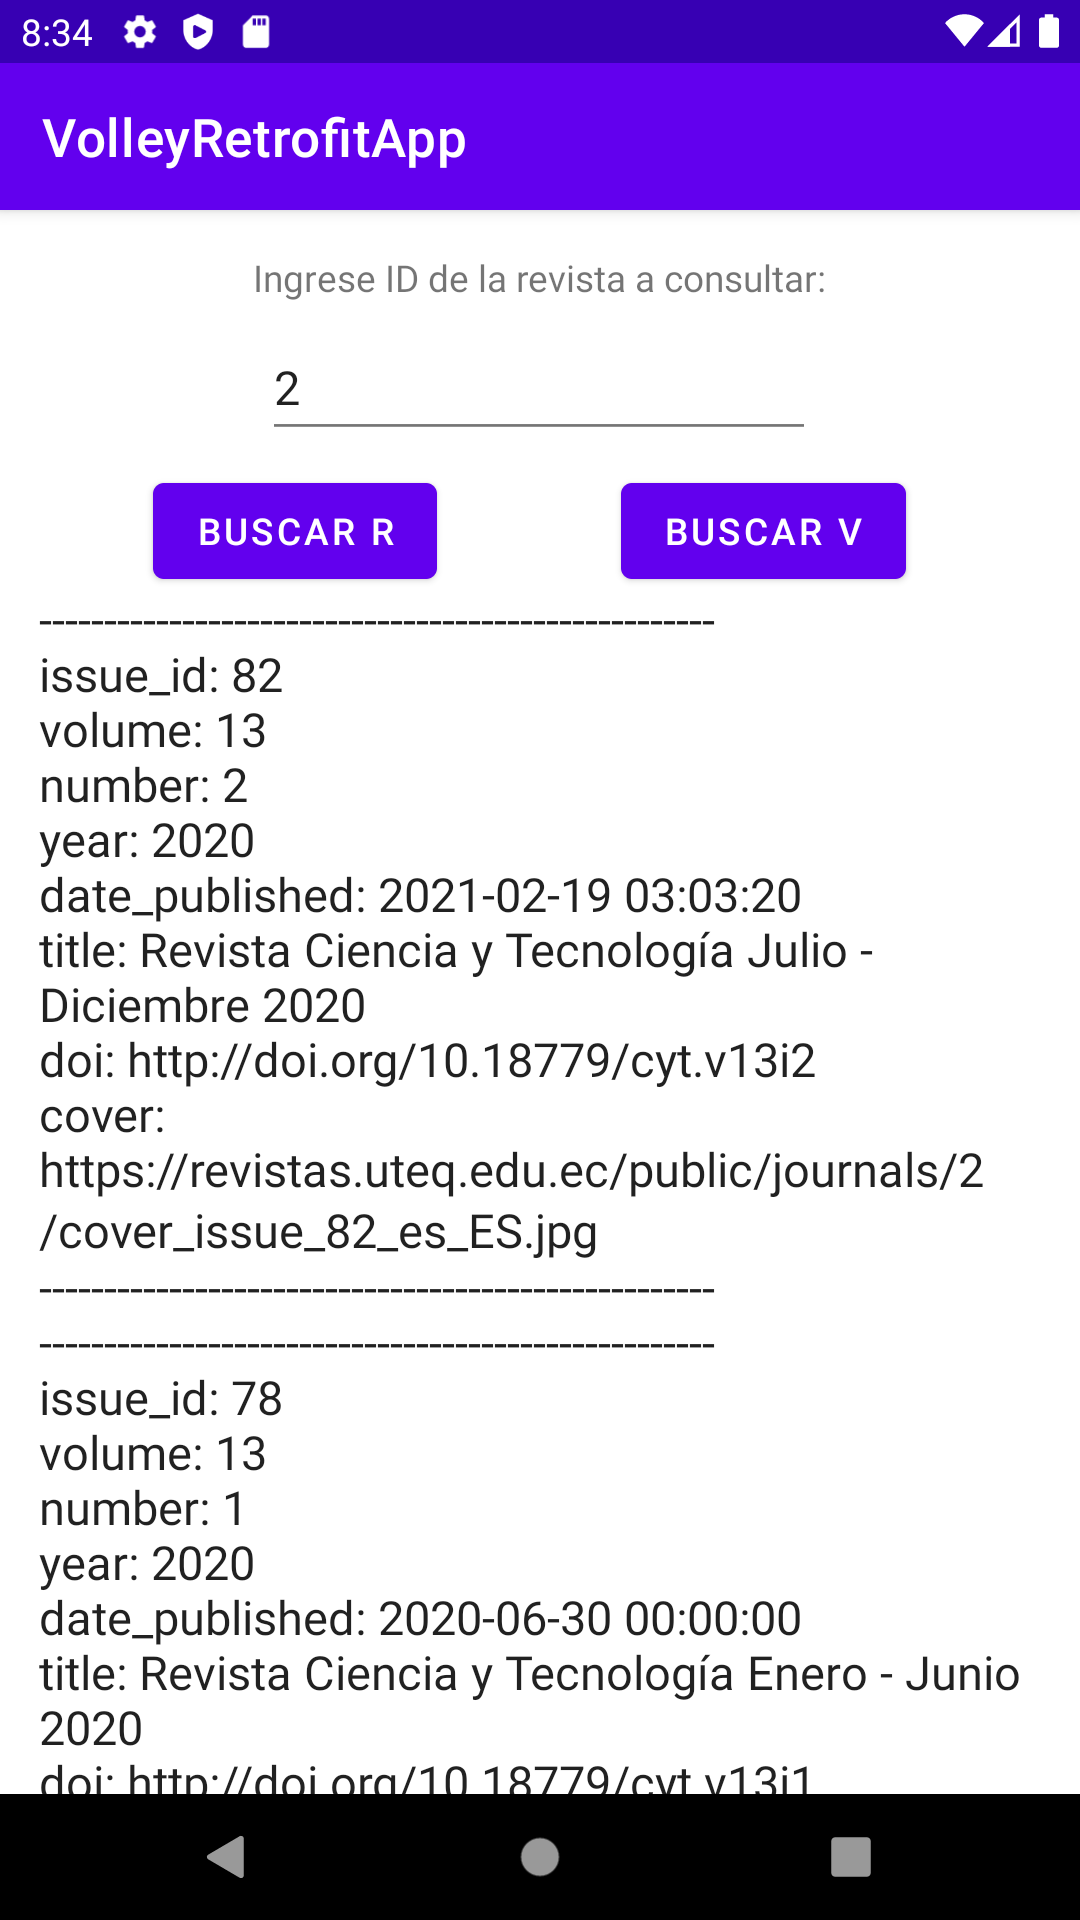 8:34
VolleyRetrofitApp
Ingrese ID de la revista a consultar:
2
BUSCAR R
BUSCAR V
----------------------------------------------------
issue_id: 82
volume: 13
number: 2
year: 2020
date_published: 2021-02-19 03:03:20
title: Revista Ciencia y Tecnología Julio -
Diciembre 2020
doi: http://doi.org/10.18779/cyt.v13i2
cover:
https://revistas.uteq.edu.ec/public/journals/2
/cover_issue_82_es_ES.jpg
----------------------------------------------------
----------------------------------------------------
issue_id: 78
volume: 13
number: 1
year: 2020
date_published: 2020-06-30 00:00:00
title: Revista Ciencia y Tecnología Enero - Junio
2020
doi: http://doi.org/10.18779/cyt.v13i1